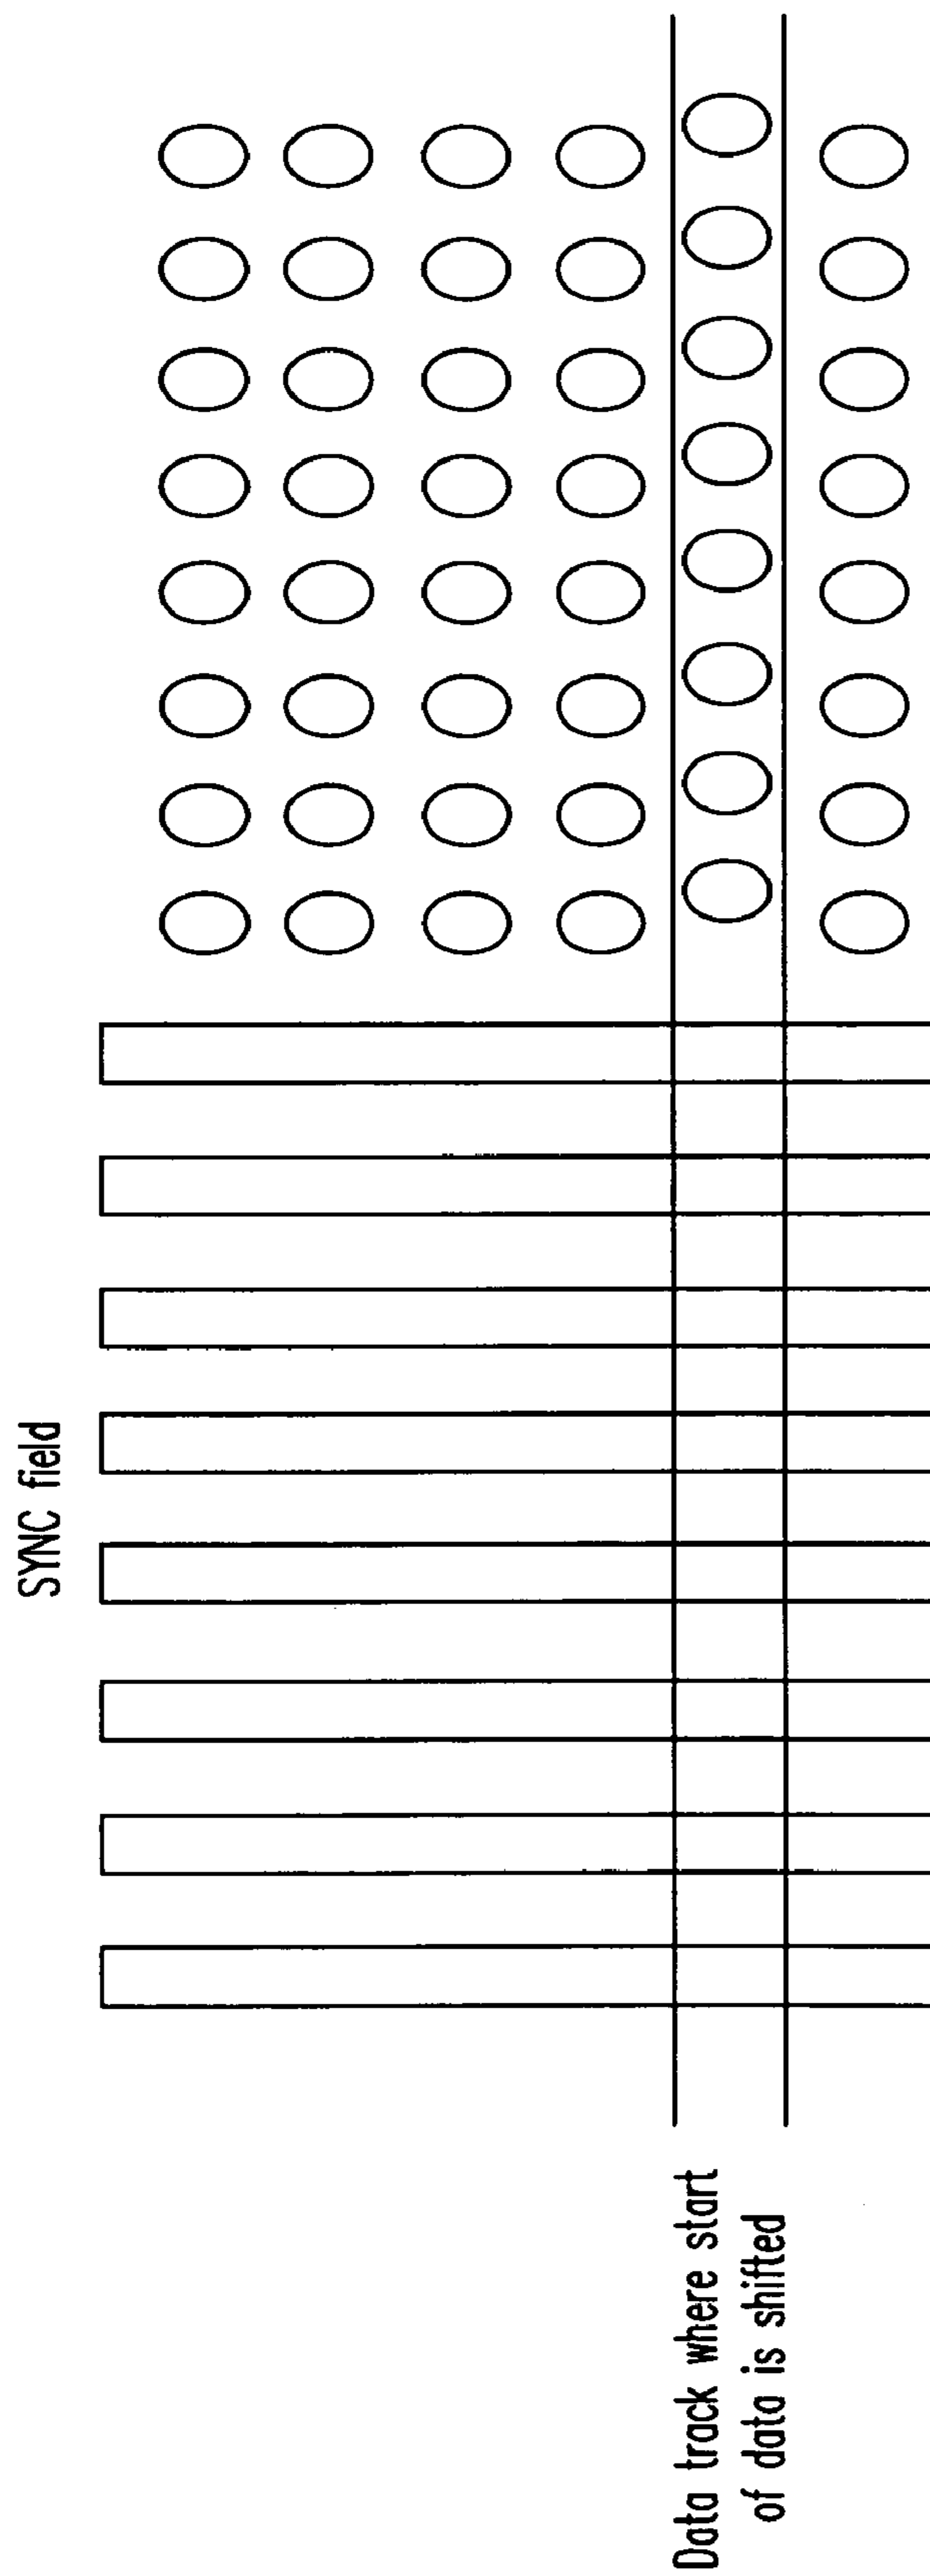 SYNC field
Data track where start
of data is shifted